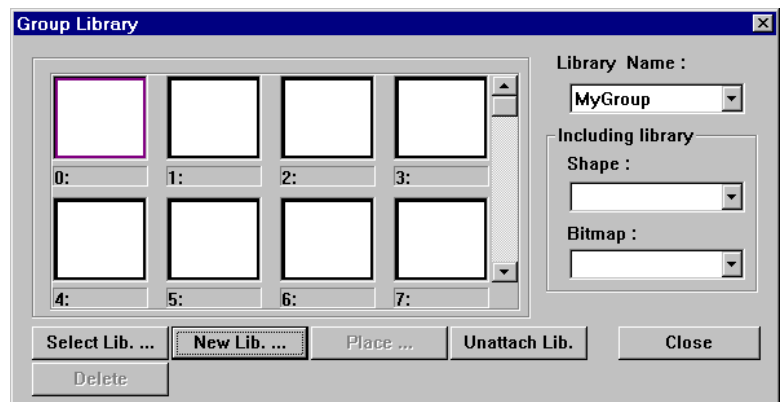 Group Library
Library Name :
MyGroup
0: 1: 2: 3:
Including library
Shape :
Bitmap :
4: 5: 6: 7:
Select Lib. ... New Lib. ... Place ... Unattach Lib. Close
Delete